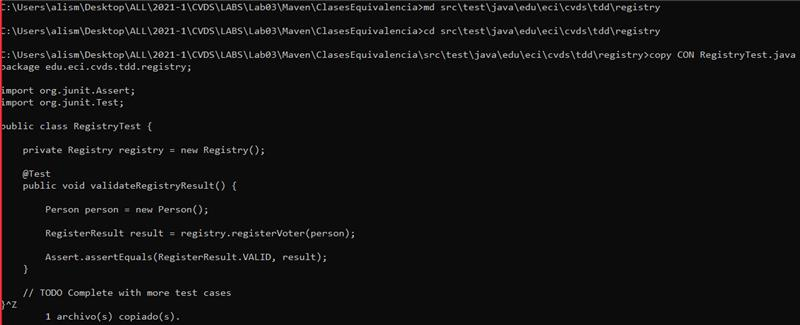 C:\Users\alism\Desktop\ALL\2021-1\CVDS\LABS\Lab03\Maven\ClasesEquivalencia>md src\test\java\edu\eci\cvds\tdd\registry
C:\Users\alism\Desktop\ALL\2021-1\CVDS\LABS\Lab03\Maven\ClasesEquivalencia>cd src\test\java\edu\eci\cvds\tdd\registry
C:\Users\alism\Desktop\ALL\2021-1\CVDS\LABS\Lab03\Maven\ClasesEquivalencia\src\test\java\edu\eci\cvds\tdd\registry>copy CON RegistryTest.java
package edu.eci.cvds.tdd.registry;
import org.junit.Assert;
import org.junit.Test;
public class RegistryTest {
private Registry registry = new Registry();
@Test
public void validateRegistryResult() {
Person person = new Person();
RegisterResult result = registry.registerVoter(person);
Assert.assertEquals(RegisterResult.VALID, result);
}
// TODO Complete with more test cases
}^Z
1 archivo(s) copiado(s).